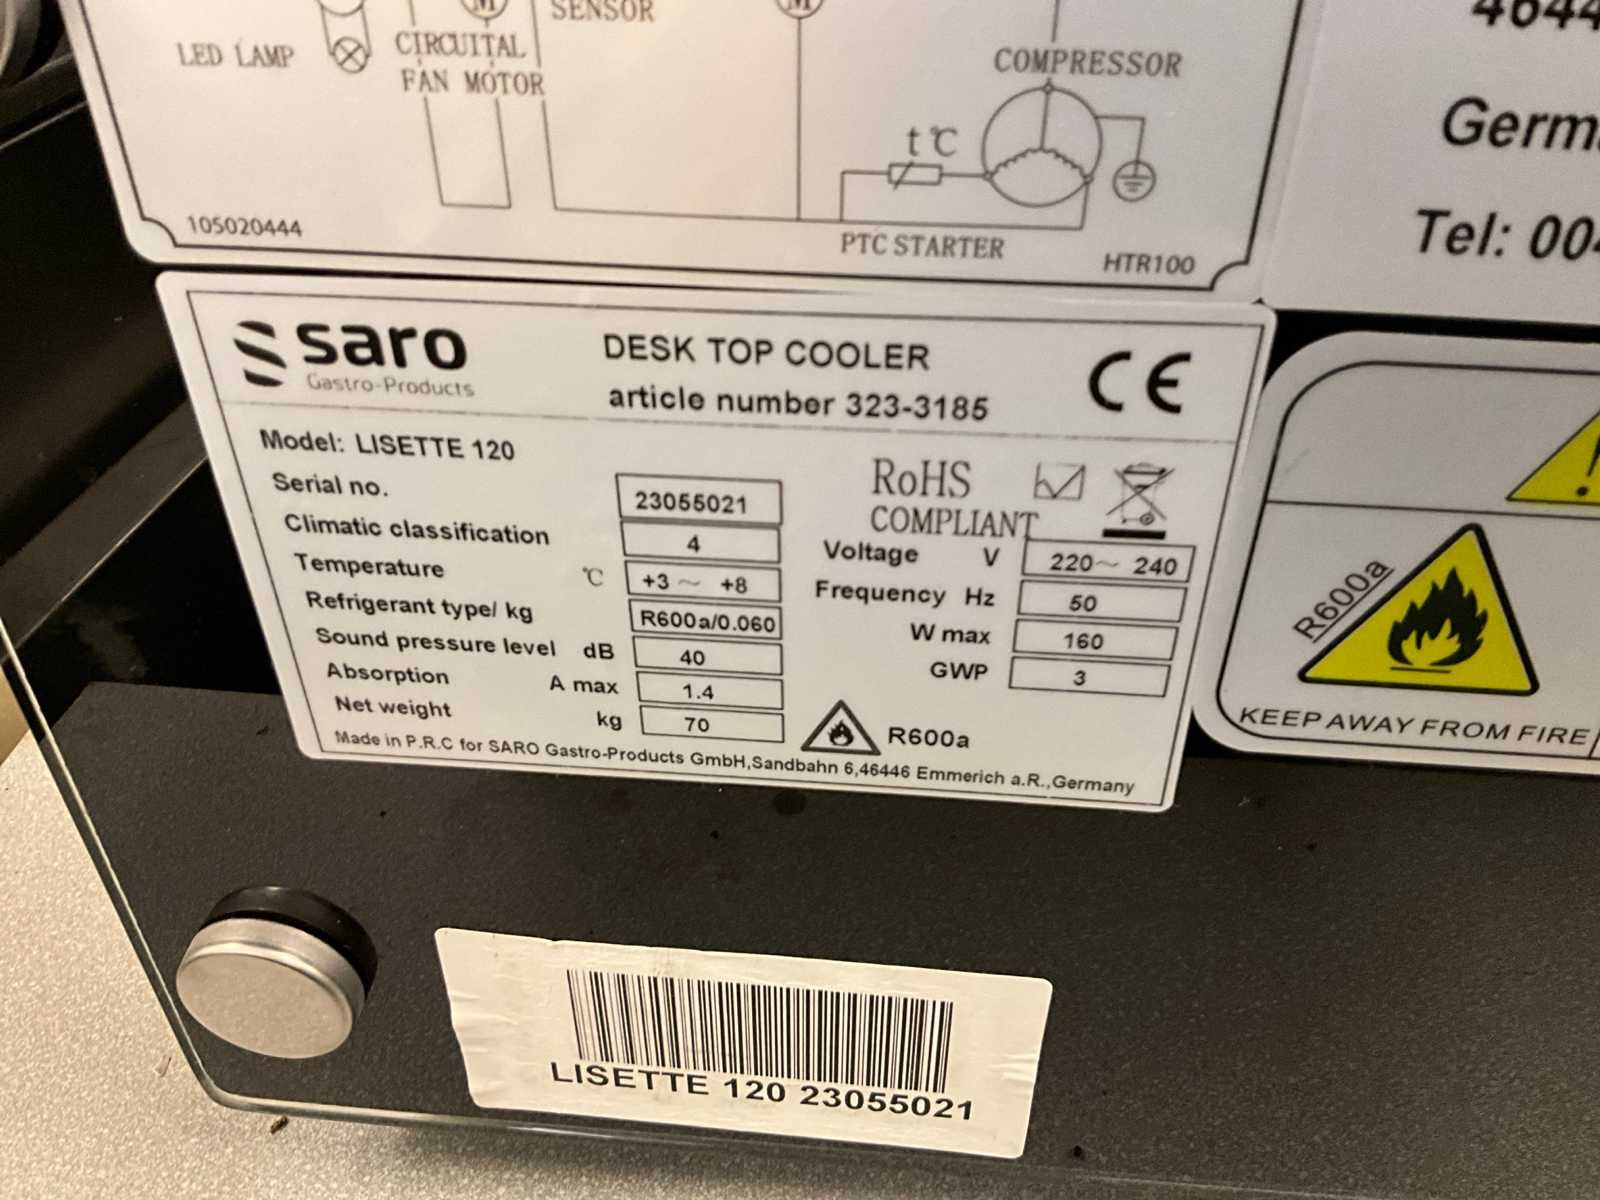 SENSOR
M
M
LED LAMP
CIRCUITAL
FAN MOTOR
COMPRESSOR
t℃
PTC STARTER
105020444
HTR100
Germ
Tel: 00
saro
Gastro-Products
DESK TOP COOLER
article number 323-3185
CE
Model: LISETTE 120
RoHS
COMPLIANT
Serial no. 23055021
Climatic classification 4
Temperature ℃ +3 ~ +8
Refrigerant type/ kg R600a/0.060
Sound pressure level dB 40
Absorption A max 1.4
Net weight kg 70
Voltage V 220~ 240
Frequency Hz 50
W max 160
GWP 3
R600a
Made in P.R.C for SARO Gastro-Products GmbH,Sandbahn 6,46446 Emmerich a.R.,Germany
R600a
KEEP AWAY FROM FIRE
LISETTE 120 23055021